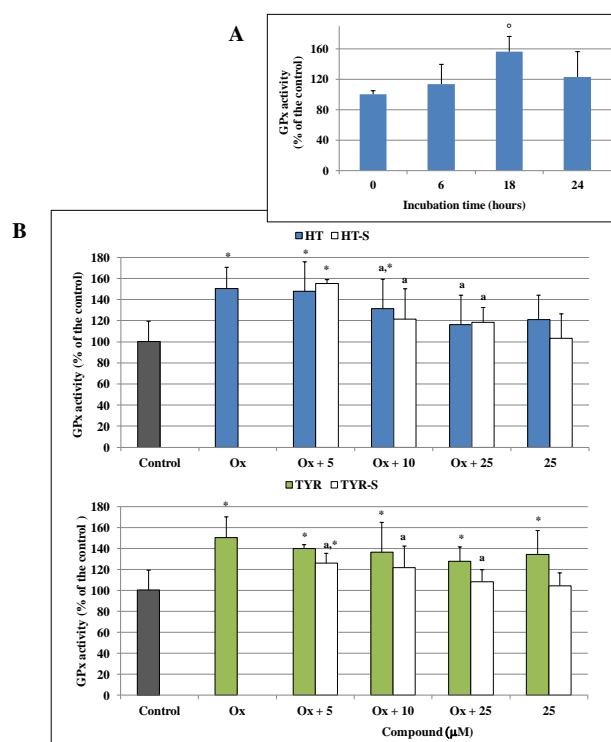 A
GPx activity
(% of the control)
160
120
80
40
0
°
0 6 18 24
Incubation time (hours)
B
HT HT-S
GPx activity (% of the control)
180
160
140
120
100
80
60
40
20
0
* * * a,* a a a
Control Ox Ox + 5 Ox + 10 Ox + 25 25
TYR TYR-S
GPx activity (% of the control )
180
160
140
120
100
80
60
40
20
0
* * a,* * a * a *
Control Ox Ox + 5 Ox + 10 Ox + 25 25
Compound (μM)